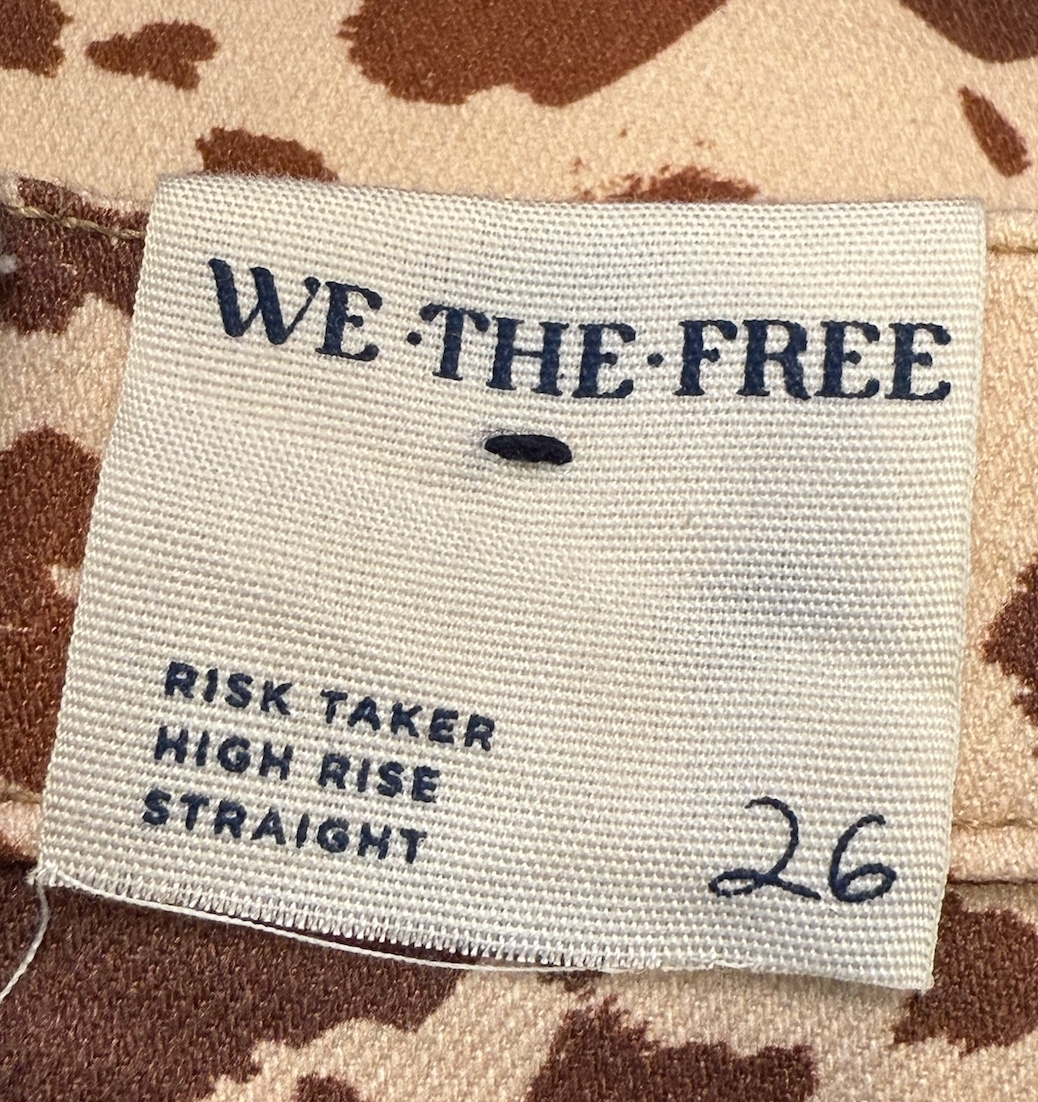 WE·THE·FREE
RISK TAKER
HIGH RISE
STRAIGHT
26